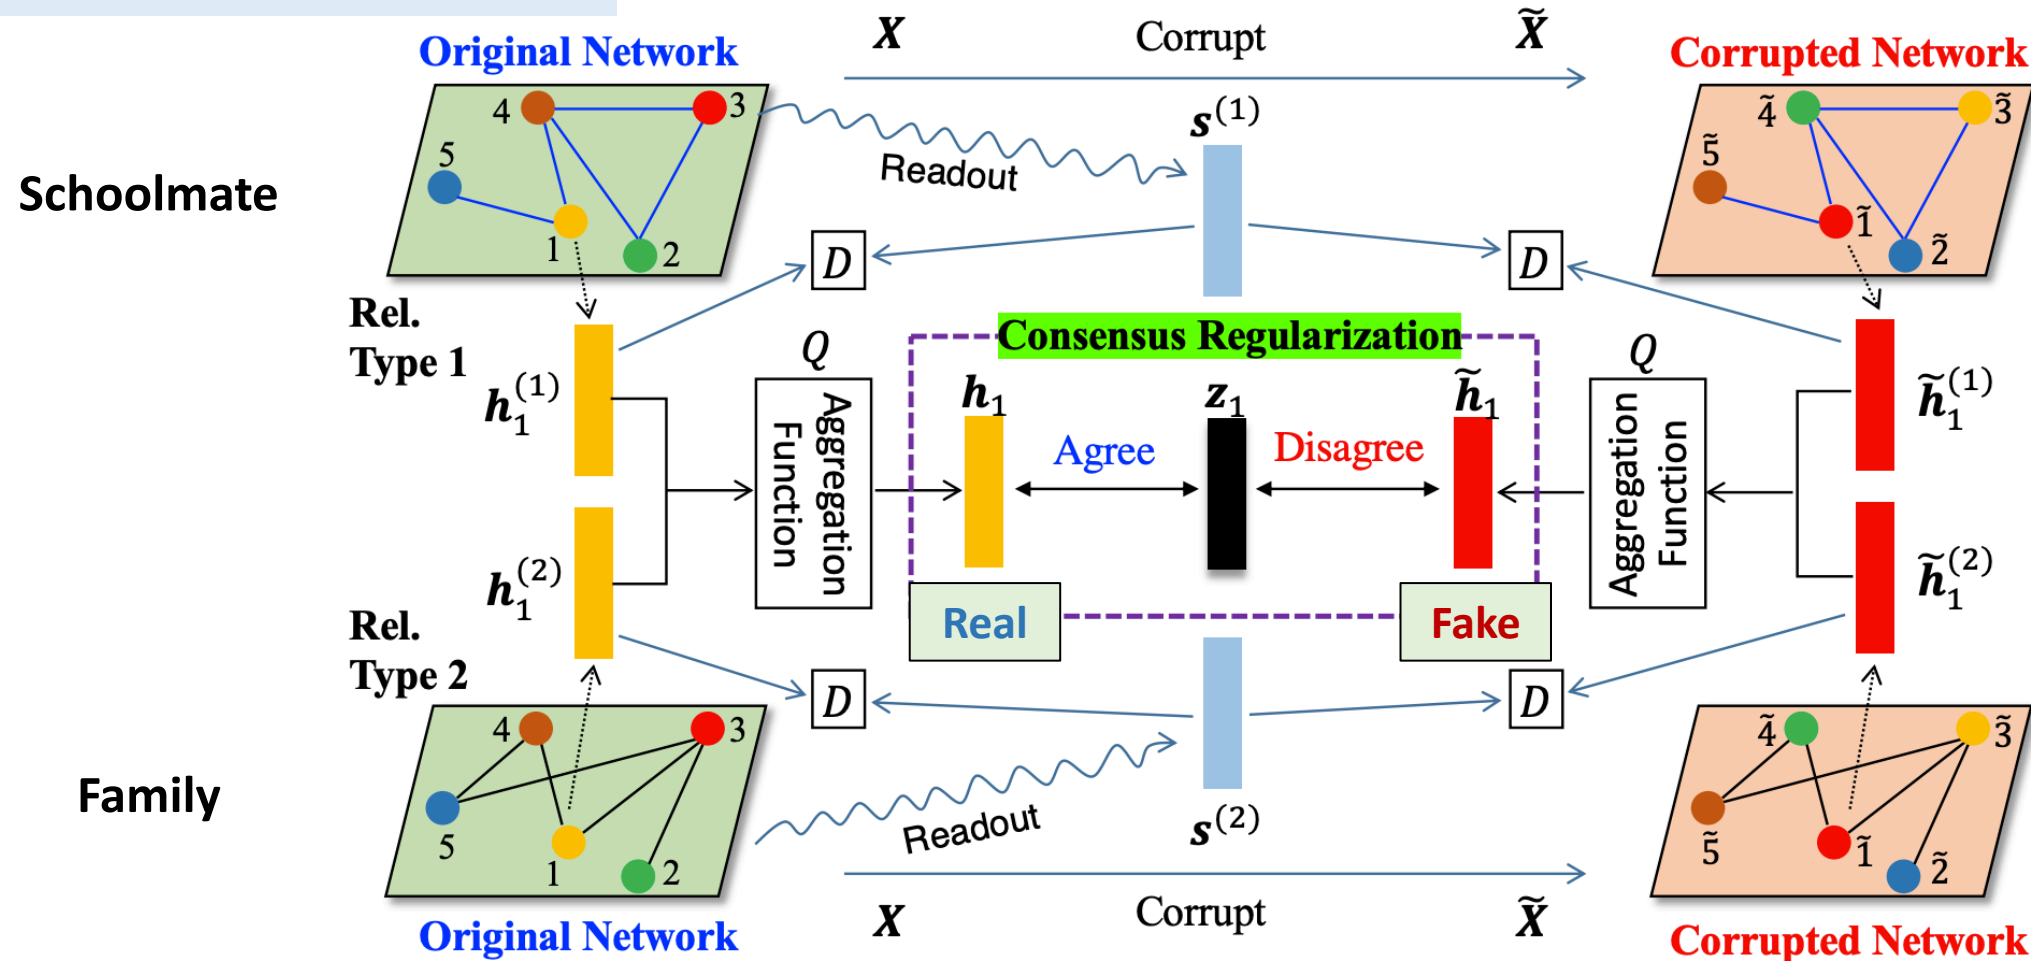 X Corrupt X̃
Original Network Corrupted Network
4 3 4̃ 3̃
s⁽¹⁾
5 5̃
Readout
Schoolmate
1 2 1̃ 2̃
D D
Rel.
Type 1
Consensus Regularization
Q Q
h₁⁽¹⁾ h₁ z₁ h̃₁ h̃₁⁽¹⁾
Aggregation
Function
Agree Disagree
Aggregation
Function
h₁⁽²⁾ h̃₁⁽²⁾
Real Fake
Rel.
Type 2
D D
4 3 4̃ 3̃
Family
Readout
s⁽²⁾
5 5̃
1 2 1̃ 2̃
X Corrupt X̃
Original Network Corrupted Network